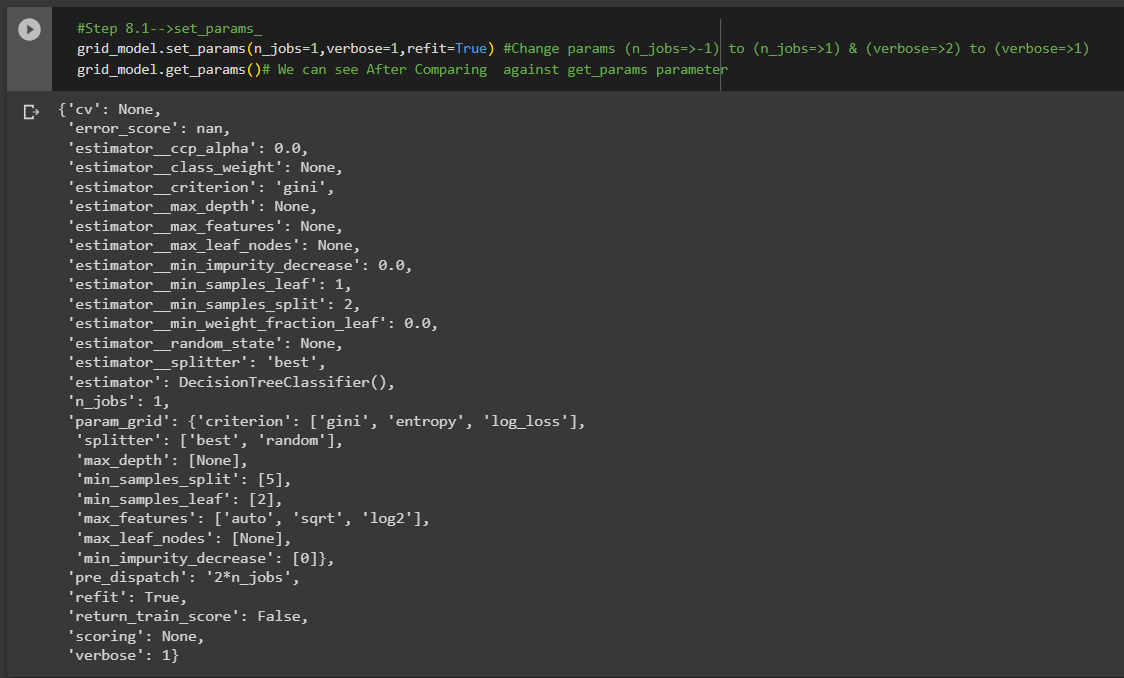 #Step 8.1-->set_params_
grid_model.set_params(n_jobs=1,verbose=1,refit=True) #Change params (n_jobs=>-1) to (n_jobs=>1) & (verbose=>2) to (verbose=>1)
grid_model.get_params()# We can see After Comparing  against get_params parameter
{'cv': None,
 'error_score': nan,
 'estimator__ccp_alpha': 0.0,
 'estimator__class_weight': None,
 'estimator__criterion': 'gini',
 'estimator__max_depth': None,
 'estimator__max_features': None,
 'estimator__max_leaf_nodes': None,
 'estimator__min_impurity_decrease': 0.0,
 'estimator__min_samples_leaf': 1,
 'estimator__min_samples_split': 2,
 'estimator__min_weight_fraction_leaf': 0.0,
 'estimator__random_state': None,
 'estimator__splitter': 'best',
 'estimator': DecisionTreeClassifier(),
 'n_jobs': 1,
 'param_grid': {'criterion': ['gini', 'entropy', 'log_loss'],
  'splitter': ['best', 'random'],
  'max_depth': [None],
  'min_samples_split': [5],
  'min_samples_leaf': [2],
  'max_features': ['auto', 'sqrt', 'log2'],
  'max_leaf_nodes': [None],
  'min_impurity_decrease': [0]},
 'pre_dispatch': '2*n_jobs',
 'refit': True,
 'return_train_score': False,
 'scoring': None,
 'verbose': 1}